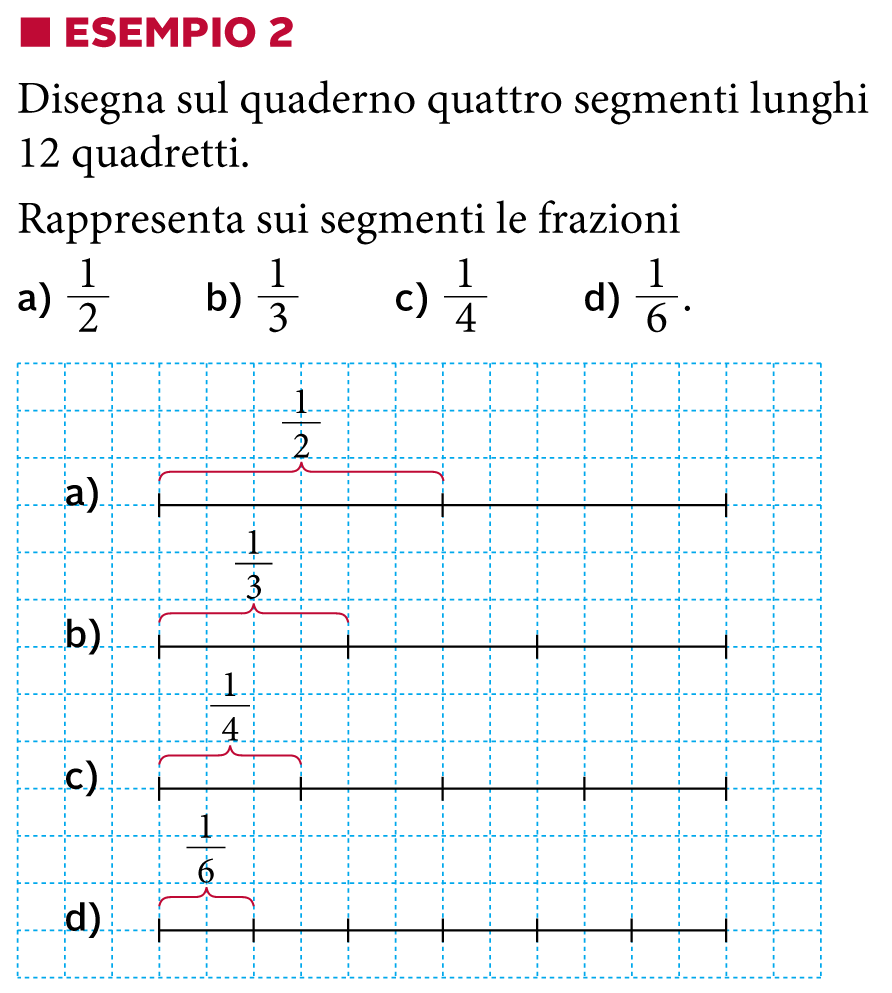 ESEMPIO 2
Disegna sul quaderno quattro segmenti lunghi
12 quadretti.
Rappresenta sui segmenti le frazioni
a) 1/2 b) 1/3 c) 1/4 d) 1/6.
1/2
a)
1/3
b)
1/4
c)
1/6
d)